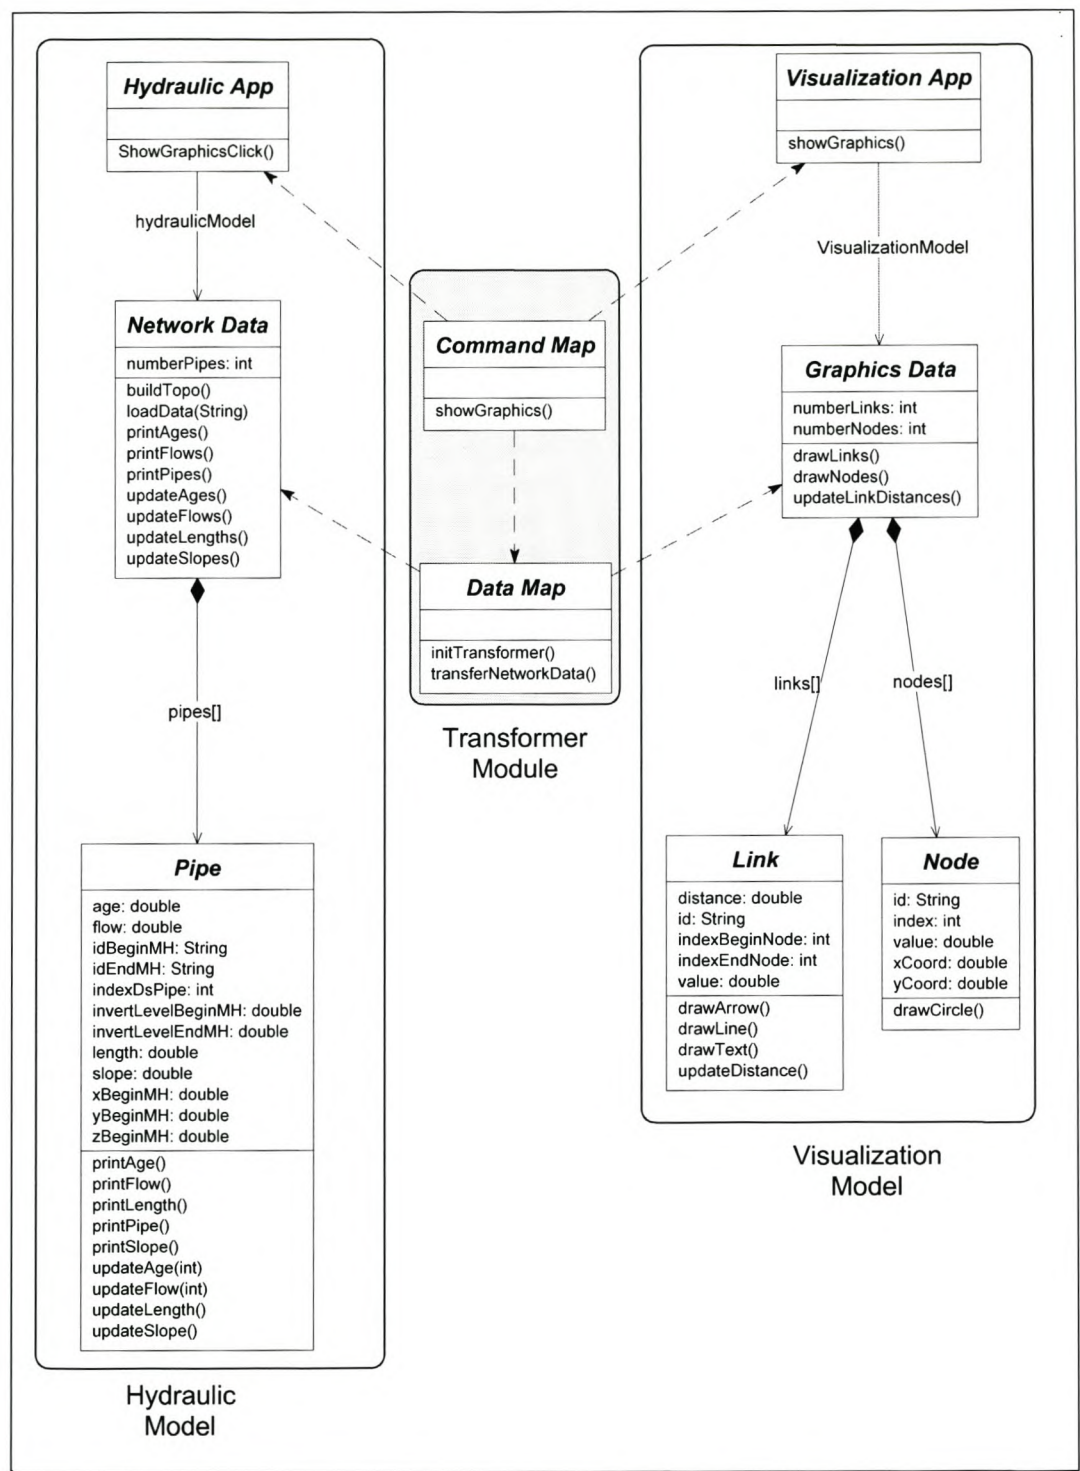 Hydraulic App
ShowGraphicsClick()
hydraulicModel
Network Data
numberPipes: int
buildTopo()
loadData(String)
printAges()
printFlows()
printPipes()
updateAges()
updateFlows()
updateLengths()
updateSlopes()
pipes[]
Pipe
age: double
flow: double
idBeginMH: String
idEndMH: String
indexDsPipe: int
invertLevelBeginMH: double
invertLevelEndMH: double
length: double
slope: double
xBeginMH: double
yBeginMH: double
zBeginMH: double
printAge()
printFlow()
printLength()
printPipe()
printSlope()
updateAge(int)
updateFlow(int)
updateLength()
updateSlope()
Hydraulic
Model
Command Map
showGraphics()
Data Map
initTransformer()
transferNetworkData()
Transformer
Module
Visualization App
showGraphics()
VisualizationModel
Graphics Data
numberLinks: int
numberNodes: int
drawLinks()
drawNodes()
updateLinkDistances()
links[]
nodes[]
Link
distance: double
id: String
indexBeginNode: int
indexEndNode: int
value: double
drawArrow()
drawLine()
drawText()
updateDistance()
Node
id: String
index: int
value: double
xCoord: double
yCoord: double
drawCircle()
Visualization
Model